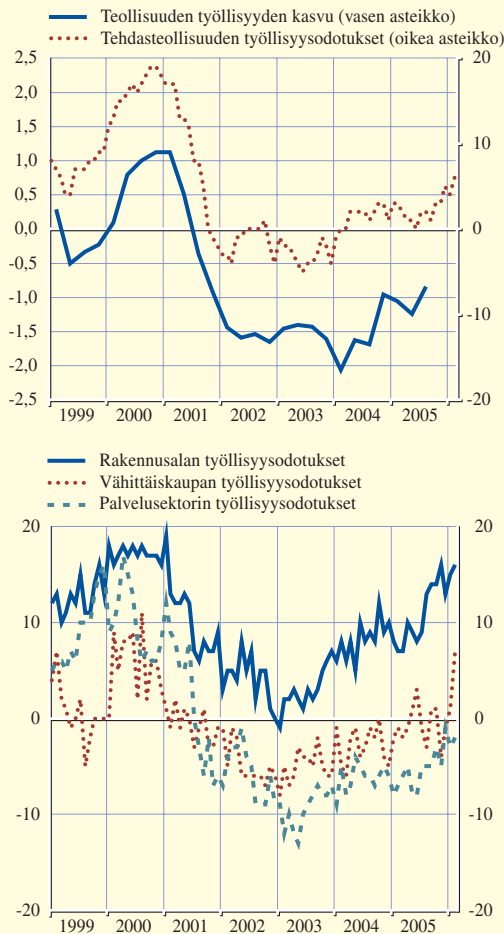 Teollisuuden työllisyyden kasvu (vasen asteikko)
Tehdasteollisuuden työllisyysodotukset (oikea asteikko)
2,5 20
2,0
1,5
1,0 10
0,5
0,0 0
-0,5
-1,0
-1,5 -10
-2,0
-2,5 -20
1999 2000 2001 2002 2003 2004 2005
Rakennusalan työllisyysodotukset
Vähittäiskaupan työllisyysodotukset
Palvelusektorin työllisyysodotukset
20 20
10 10
0 0
-10 -10
-20 -20
1999 2000 2001 2002 2003 2004 2005